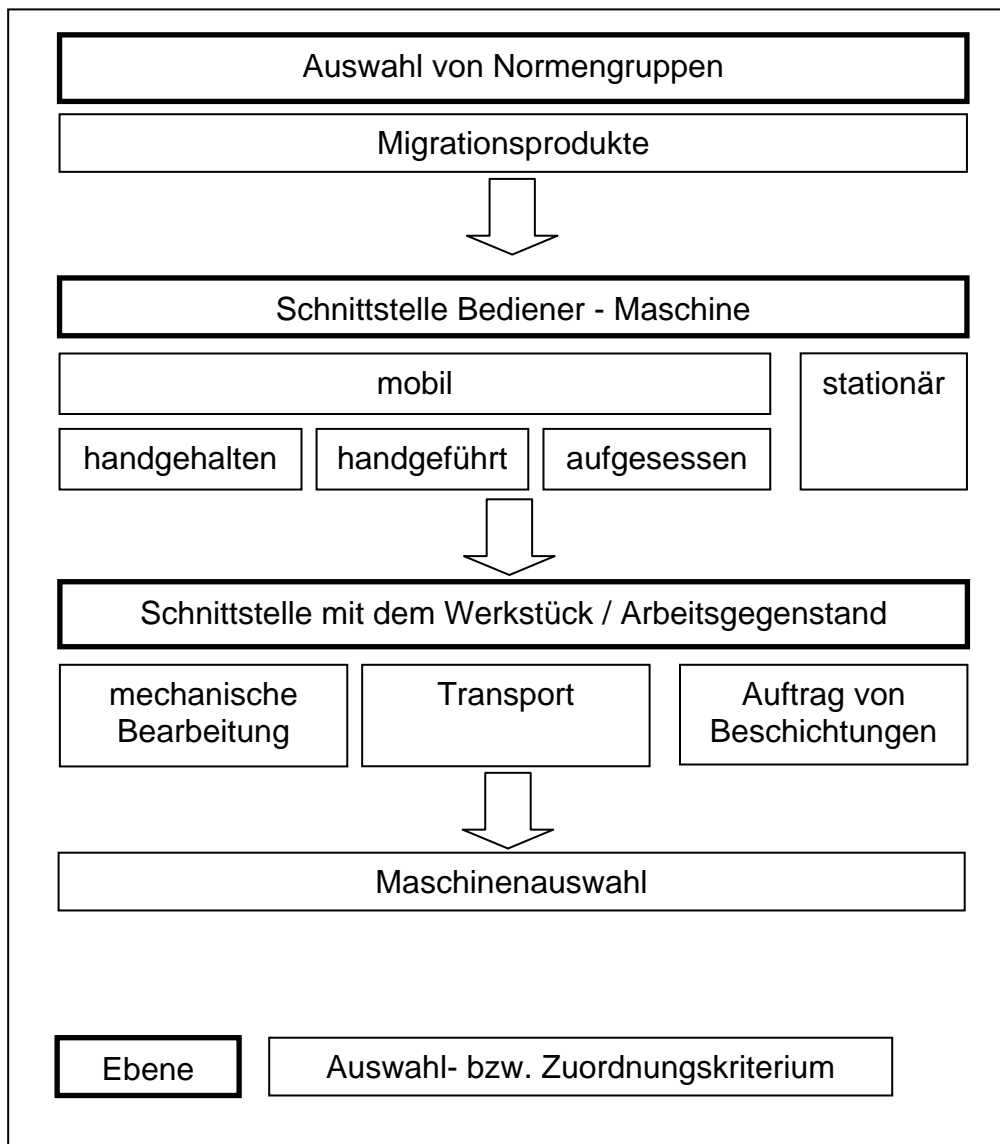 Auswahl von Normengruppen
Migrationsprodukte
Schnittstelle Bediener - Maschine
mobil
stationär
handgehalten
handgeführt
aufgesessen
Schnittstelle mit dem Werkstück / Arbeitsgegenstand
mechanische
Bearbeitung
Transport
Auftrag von
Beschichtungen
Maschinenauswahl
Ebene
Auswahl- bzw. Zuordnungskriterium